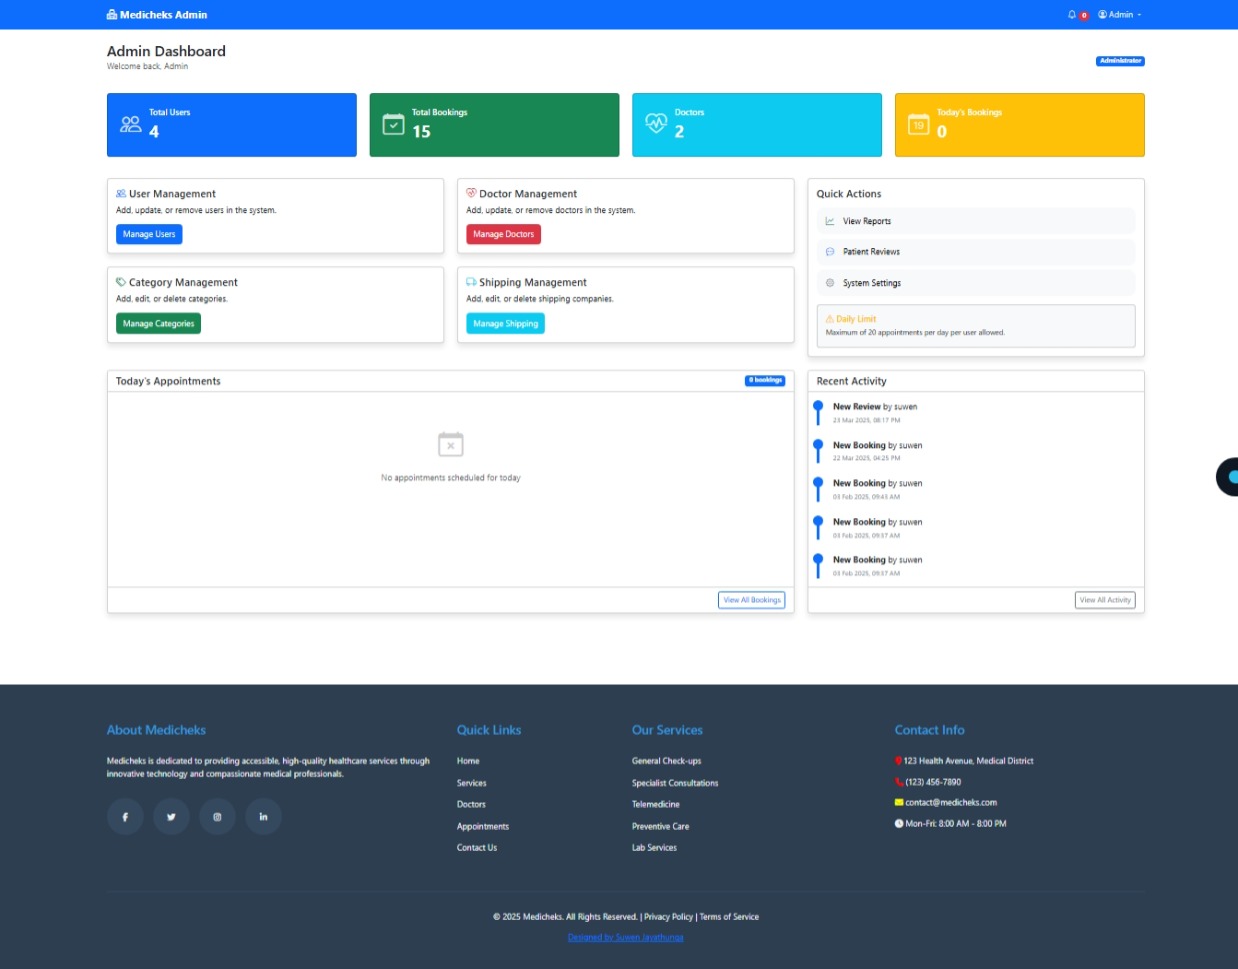 Medicheks Admin
0
Admin
Admin Dashboard
Welcome back, Admin
Administrator
Total Users
4
Total Bookings
15
Doctors
2
19
Today's Bookings
0
User Management
Add, update, or remove users in the system.
Manage Users
Doctor Management
Add, update, or remove doctors in the system.
Manage Doctors
Category Management
Add, edit, or delete categories.
Manage Categories
Shipping Management
Add, edit, or delete shipping companies.
Manage Shipping
Quick Actions
View Reports
Patient Reviews
System Settings
Daily Limit
Maximum of 20 appointments per day per user allowed.
Today's Appointments
0 bookings
No appointments scheduled for today
View All Bookings
Recent Activity
New Review by suwen
23 Mar 2025, 08:17 PM
New Booking by suwen
22 Mar 2025, 04:25 PM
New Booking by suwen
03 Feb 2025, 09:43 AM
New Booking by suwen
03 Feb 2025, 09:37 AM
New Booking by suwen
03 Feb 2025, 09:37 AM
View All Activity
About Medicheks
Medicheks is dedicated to providing accessible, high-quality healthcare services through
innovative technology and compassionate medical professionals.
Quick Links
Home
Services
Doctors
Appointments
Contact Us
Our Services
General Check-ups
Specialist Consultations
Telemedicine
Preventive Care
Lab Services
Contact Info
123 Health Avenue, Medical District
(123) 456-7890
contact@medicheks.com
Mon-Fri: 8:00 AM - 8:00 PM
© 2025 Medicheks. All Rights Reserved. | Privacy Policy | Terms of Service
Designed by Suwen Jayathunga